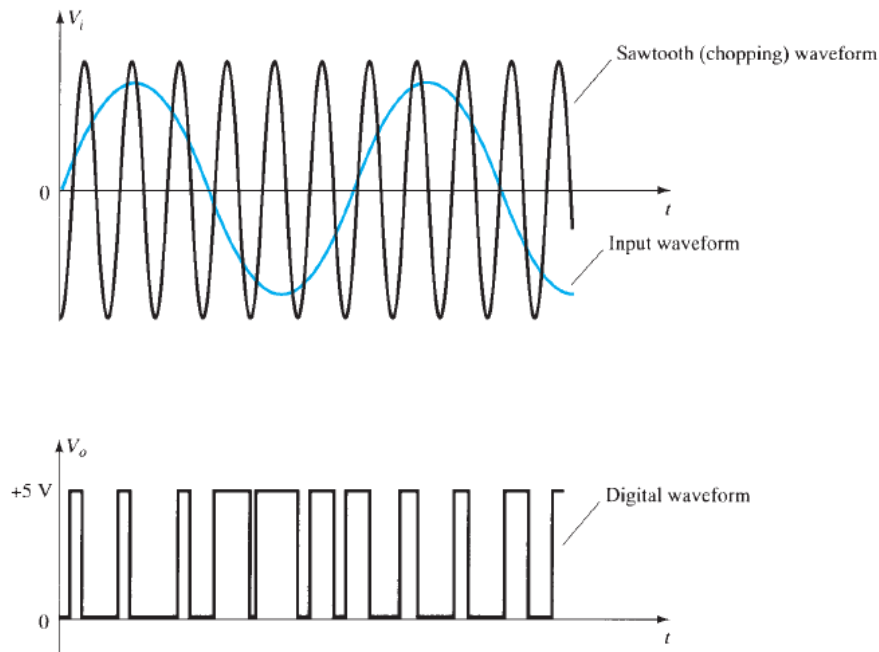 V_i
Sawtooth (chopping) waveform
0
t
Input waveform
V_o
+5 V
Digital waveform
0
t